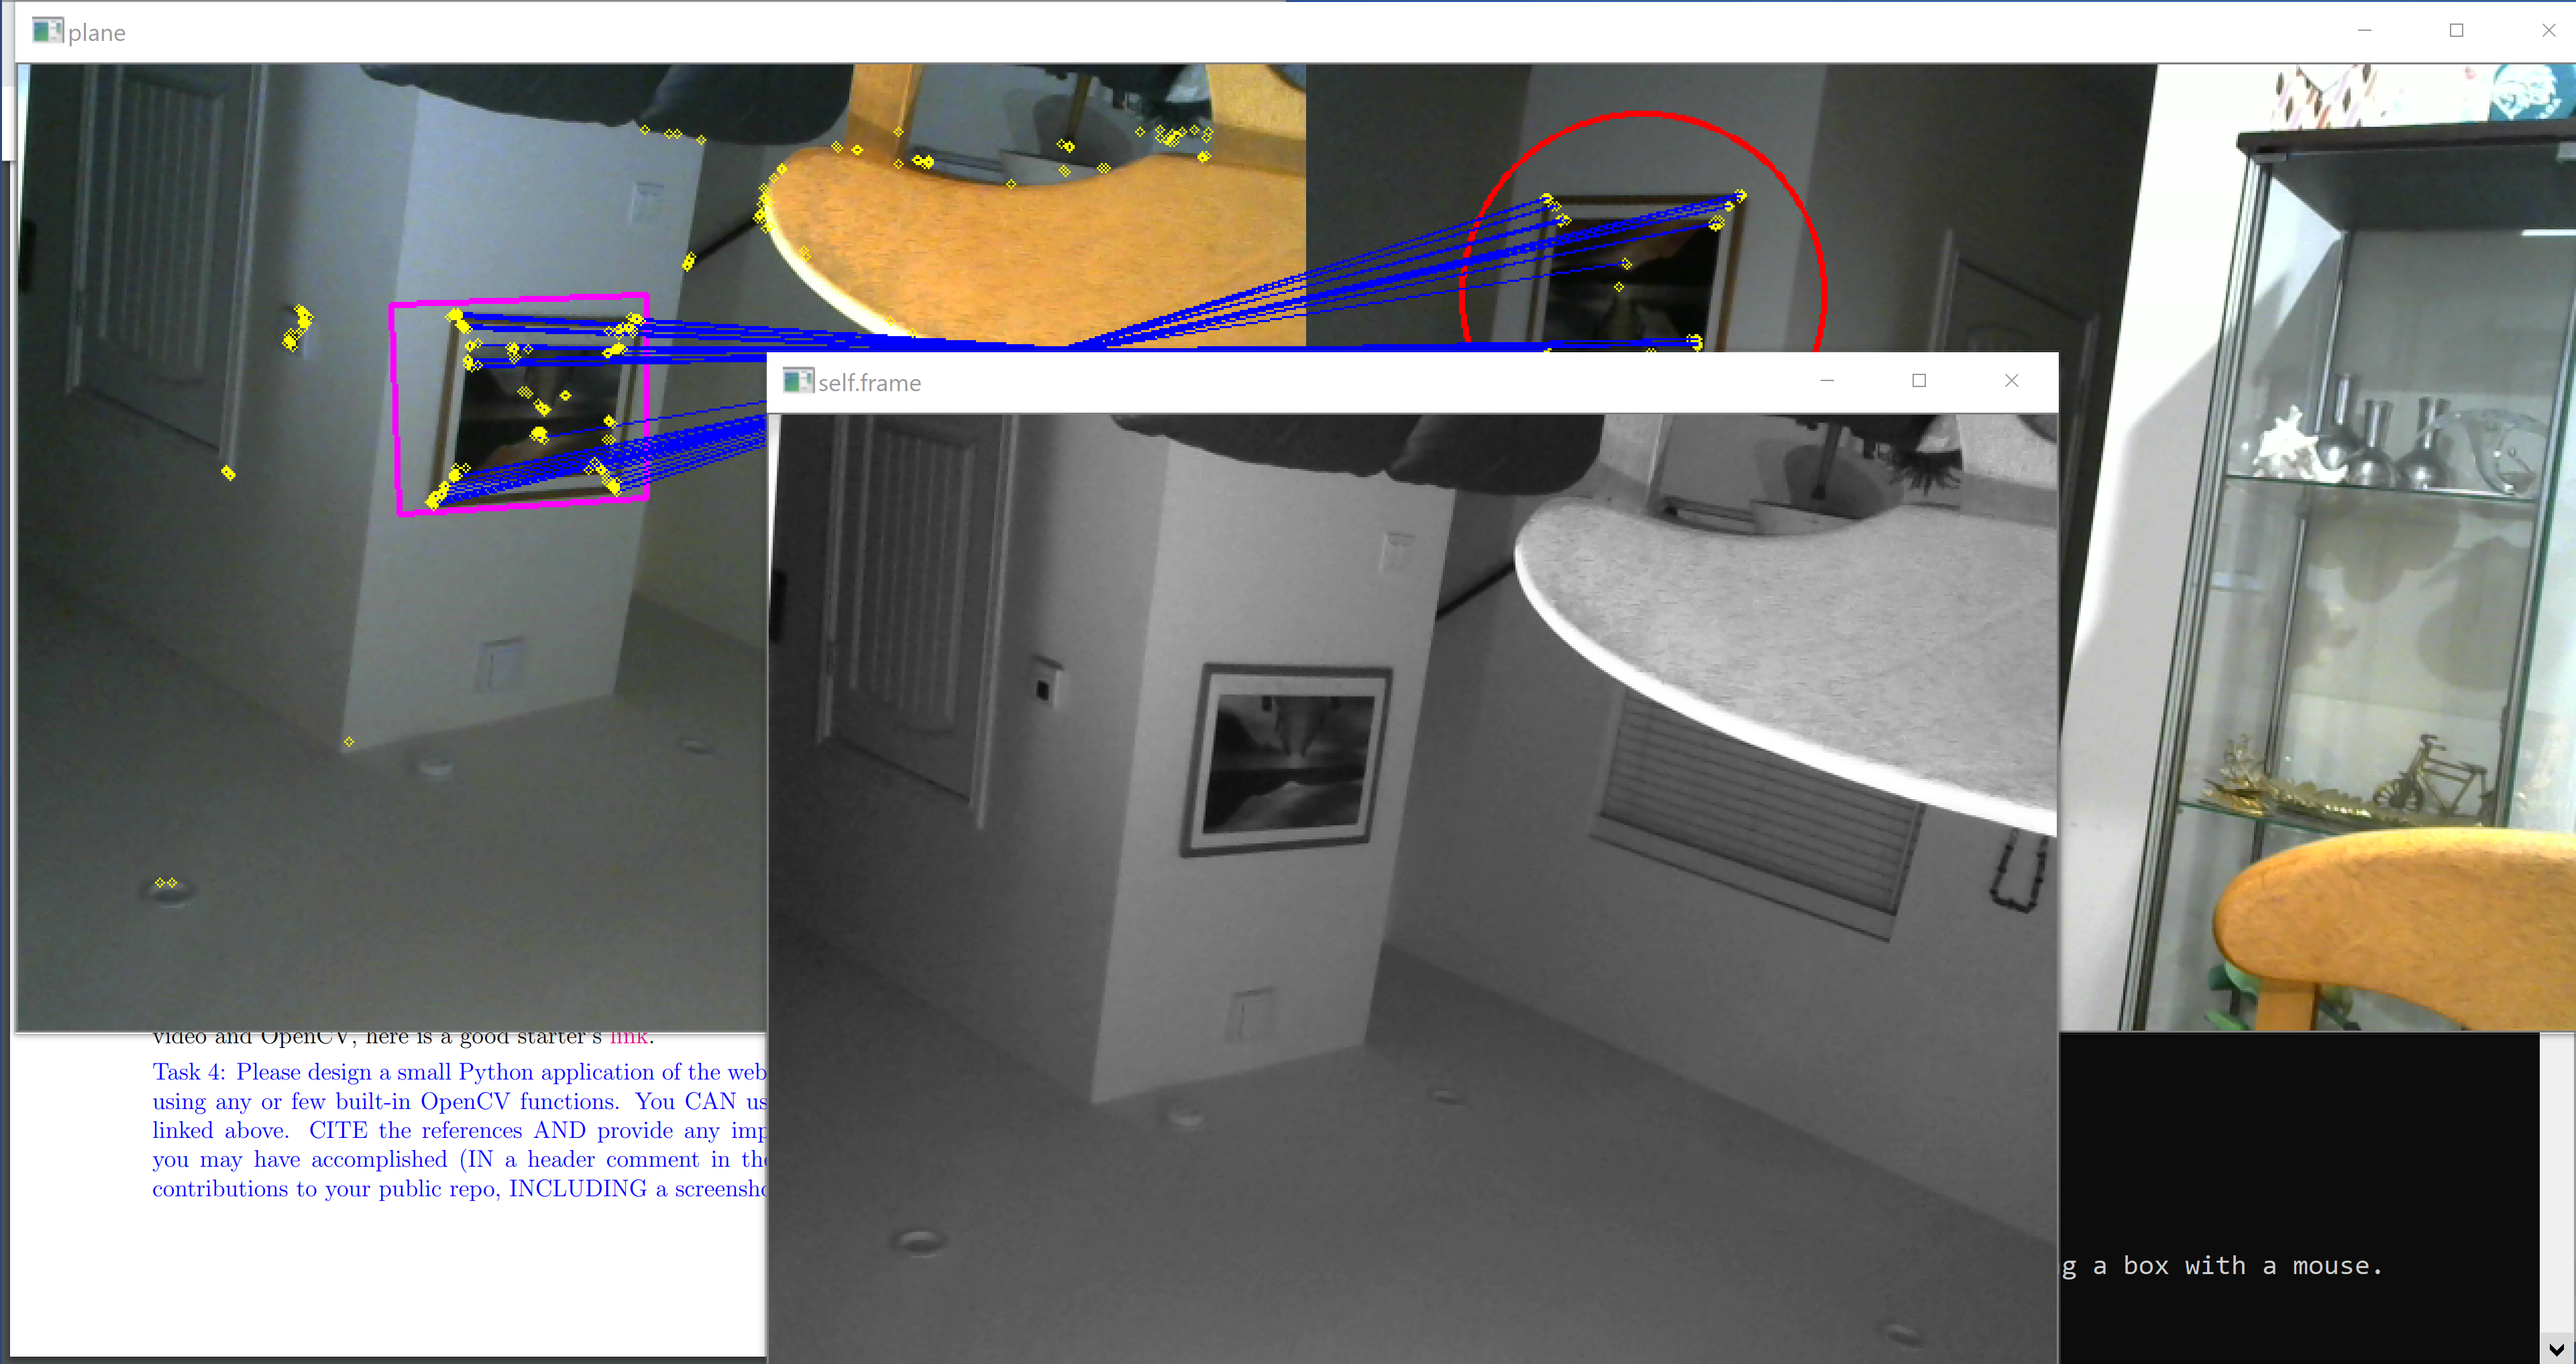 plane
self.frame
video and OpenCV, here is a good starter's link.
Task 4: Please design a small Python application of the web
using any or few built-in OpenCV functions. You CAN us
linked above. CITE the references AND provide any imp
you may have accomplished (IN a header comment in the
contributions to your public repo, INCLUDING a screensho
g a box with a mouse.